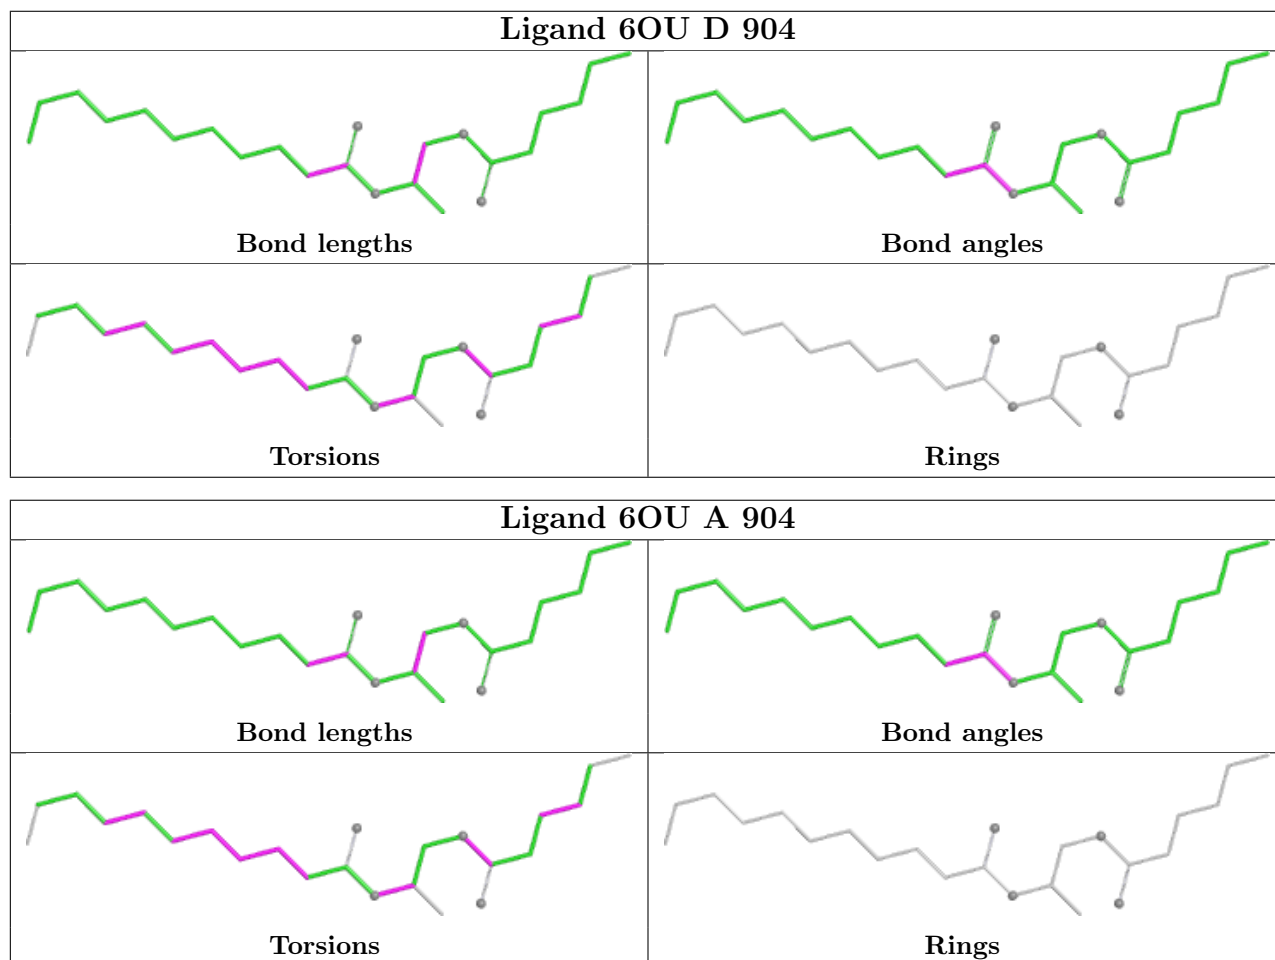 Ligand 6OU D 904
Bond lengths
Bond angles
Torsions
Rings
Ligand 6OU A 904
Bond lengths
Bond angles
Torsions
Rings